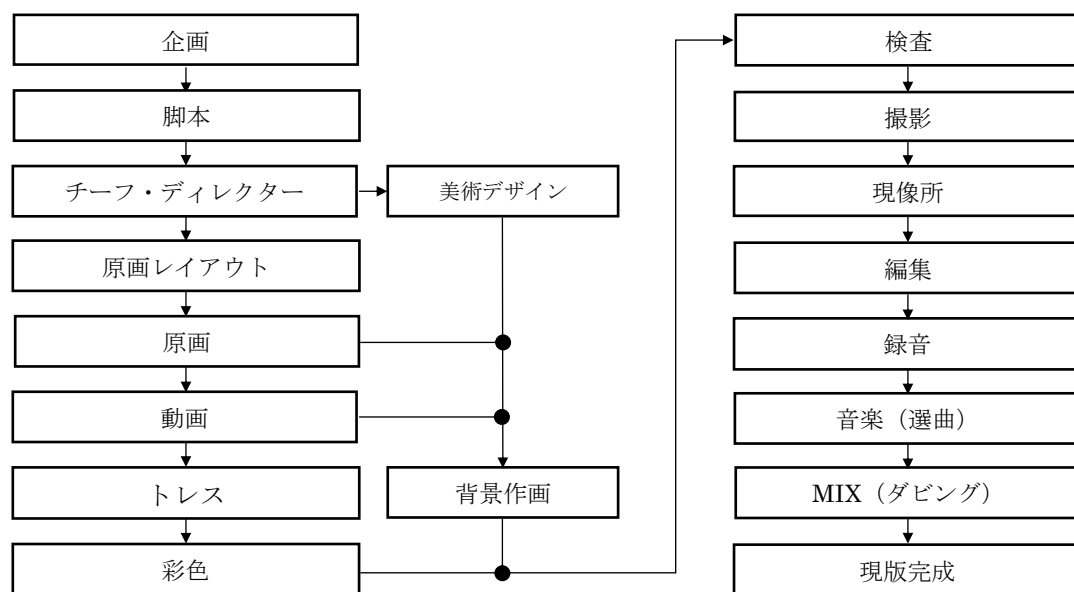 企画
脚本
チーフ・ディレクター
美術デザイン
原画レイアウト
原画
動画
トレス
背景作画
彩色
検査
撮影
現像所
編集
録音
音楽（選曲）
MIX（ダビング）
現版完成